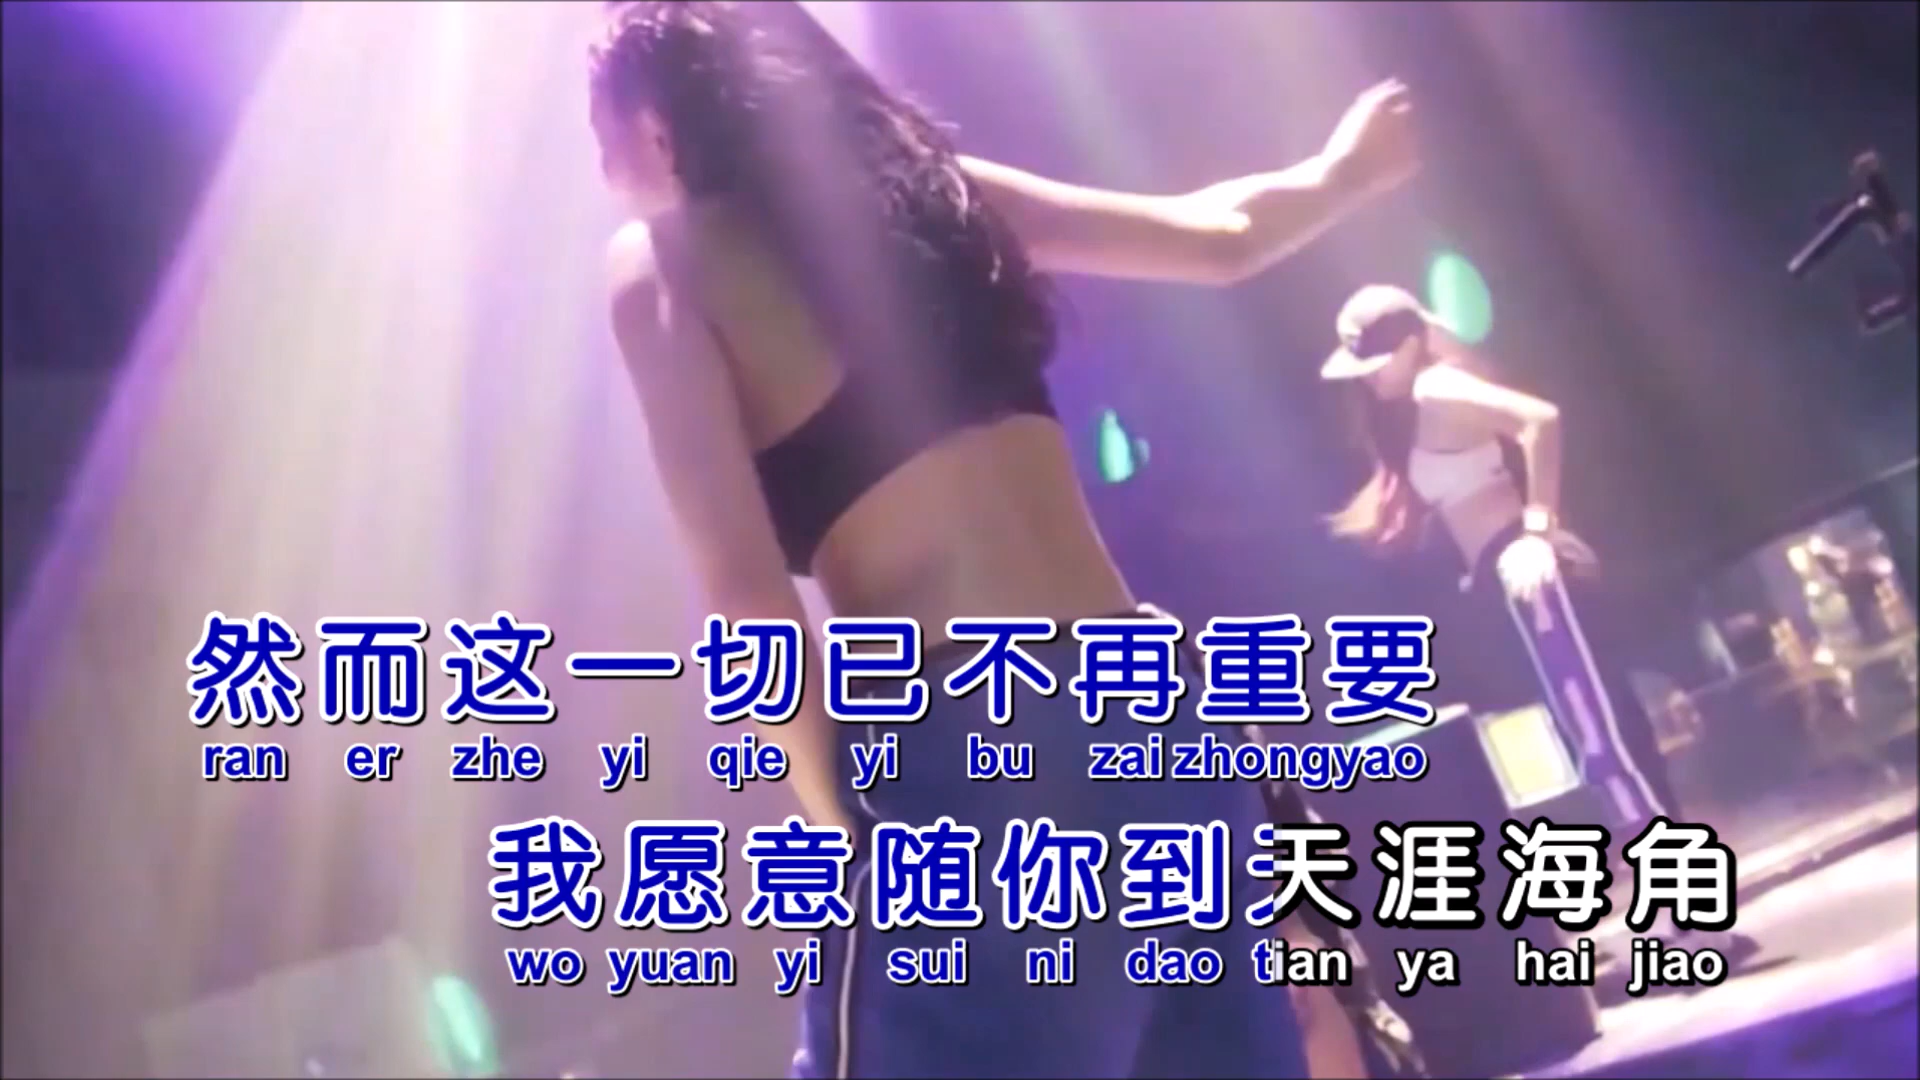 然而这一切已不再重要
ran er zhe yi qie yi bu zai zhongyao
我愿意随你到天涯海角
wo yuan yi sui ni dao tian ya hai jiao